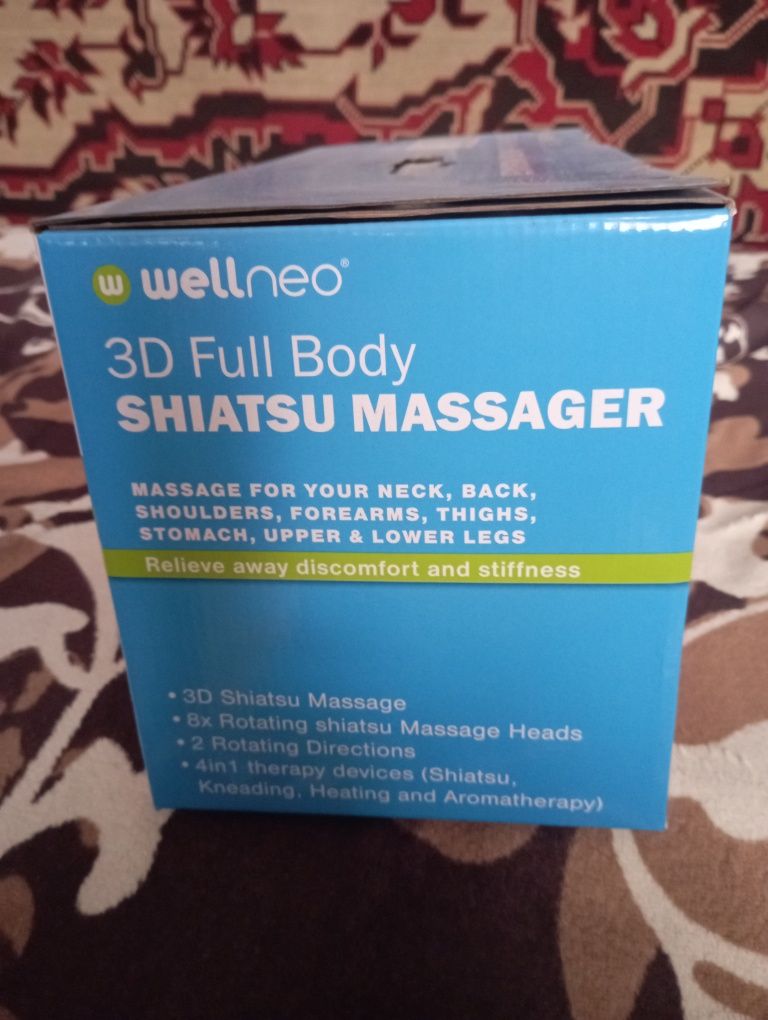 w wellneo®
3D Full Body
SHIATSU MASSAGER
MASSAGE FOR YOUR NECK, BACK,
SHOULDERS, FOREARMS, THIGHS,
STOMACH, UPPER & LOWER LEGS
Relieve away discomfort and stiffness
• 3D Shiatsu Massage
• 8x Rotating shiatsu Massage Heads
• 2 Rotating Directions
• 4in1 therapy devices (Shiatsu,
Kneading, Heating and Aromatherapy)